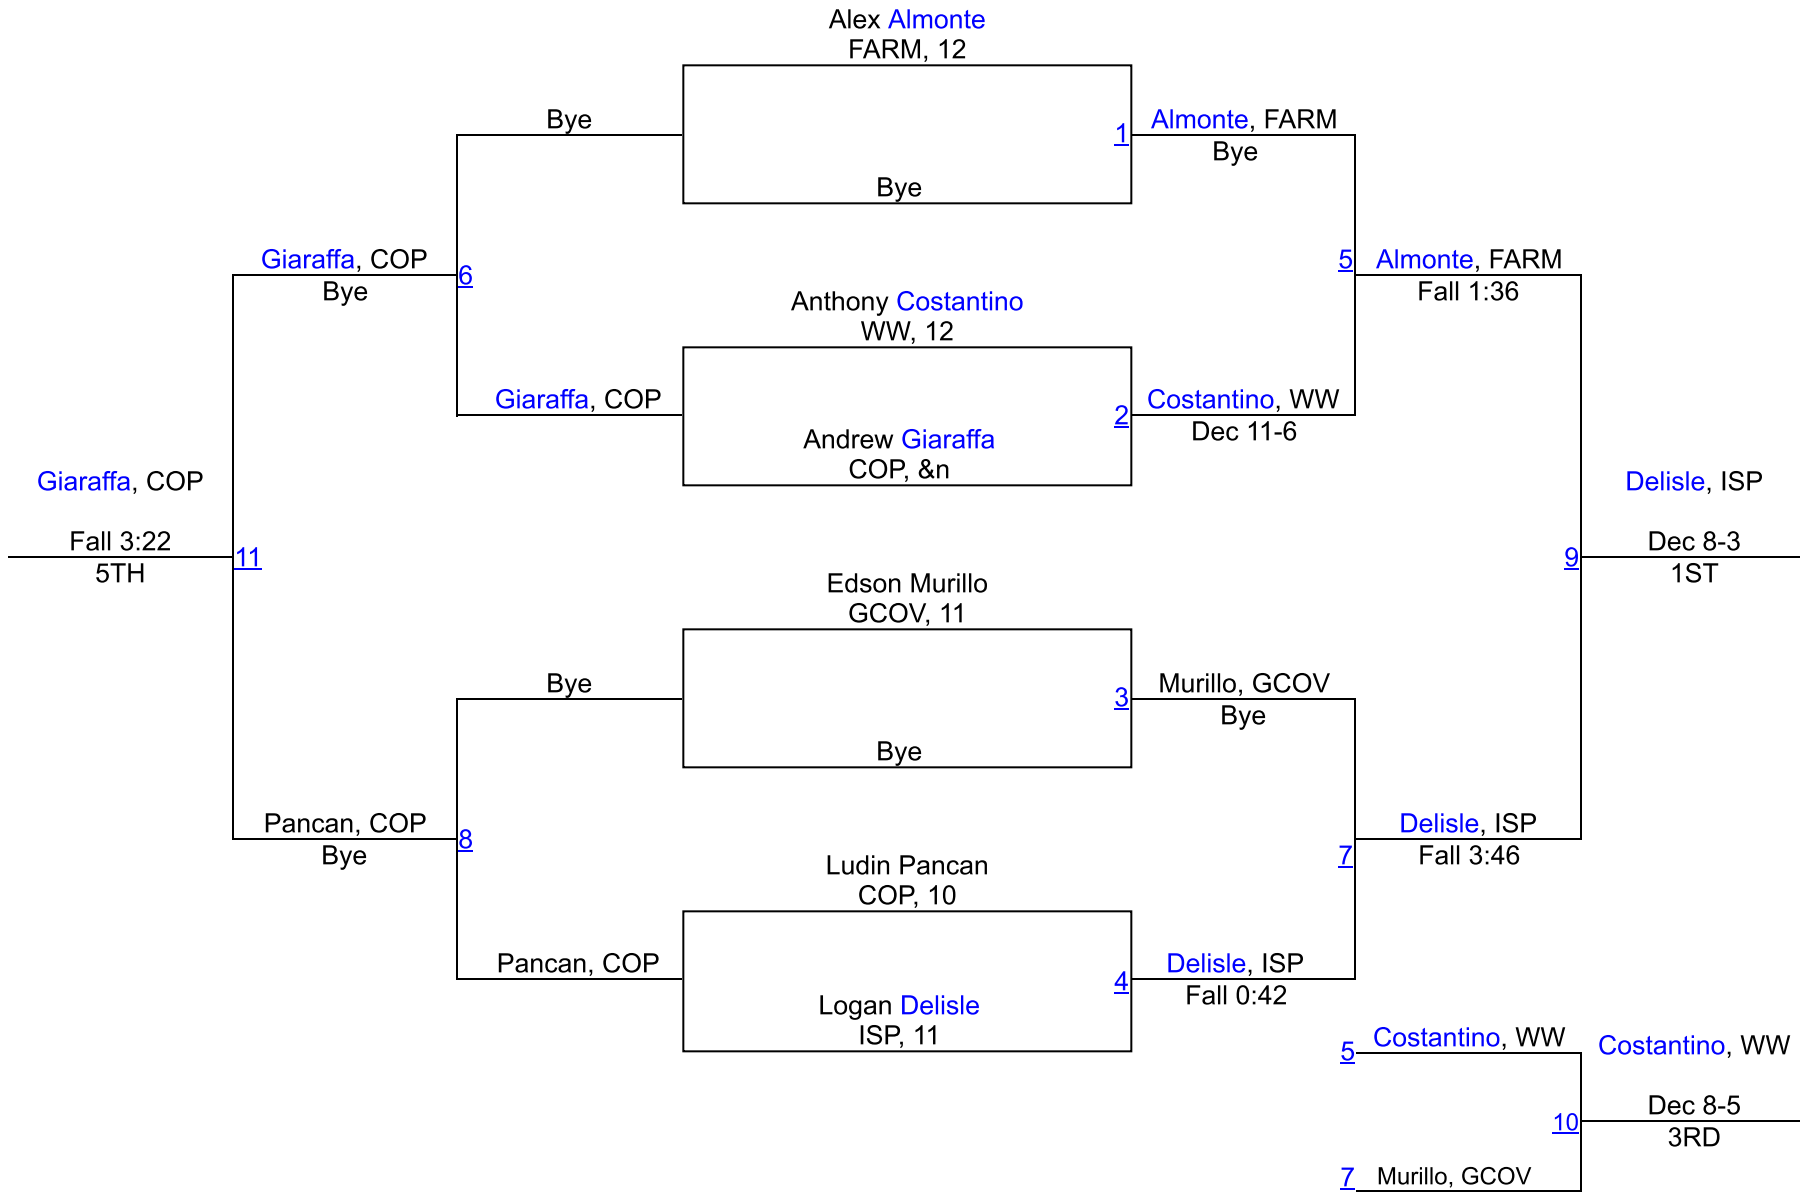 Alex Almonte
FARM, 12
Bye
1
Almonte, FARM
Bye
Bye
Giaraffa, COP
Bye
6
5
Almonte, FARM
Fall 1:36
Anthony Costantino
WW, 12
Giaraffa, COP
2
Costantino, WW
Dec 11-6
Andrew Giaraffa
COP, &n
Giaraffa, COP
Fall 3:22
5TH
11
Delisle, ISP
9
Dec 8-3
1ST
Edson Murillo
GCOV, 11
Bye
3
Murillo, GCOV
Bye
Bye
Pancan, COP
Bye
8
7
Delisle, ISP
Fall 3:46
Ludin Pancan
COP, 10
Pancan, COP
4
Delisle, ISP
Fall 0:42
Logan Delisle
ISP, 11
5
Costantino, WW
Costantino, WW
10
Dec 8-5
3RD
7
Murillo, GCOV